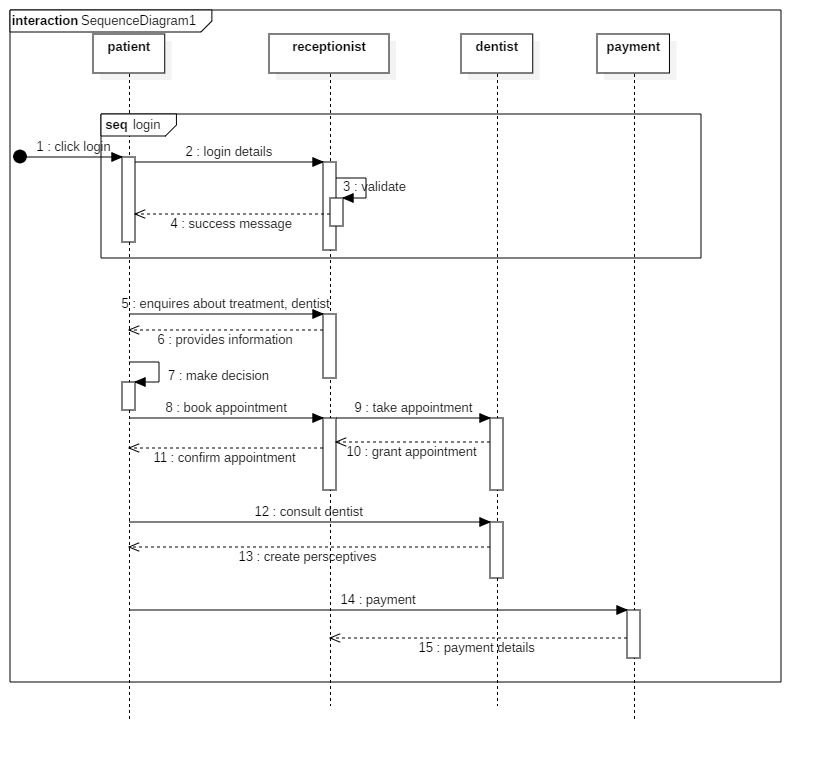 interaction SequenceDiagram1
patient
receptionist
dentist
payment
seq login
1 : click login
2 : login details
3 : validate
4 : success message
5 : enquires about treatment, dentist
6 : provides information
7 : make decision
8 : book appointment
9 : take appointment
10 : grant appointment
11 : confirm appointment
12 : consult dentist
13 : create persceptives
14 : payment
15 : payment details